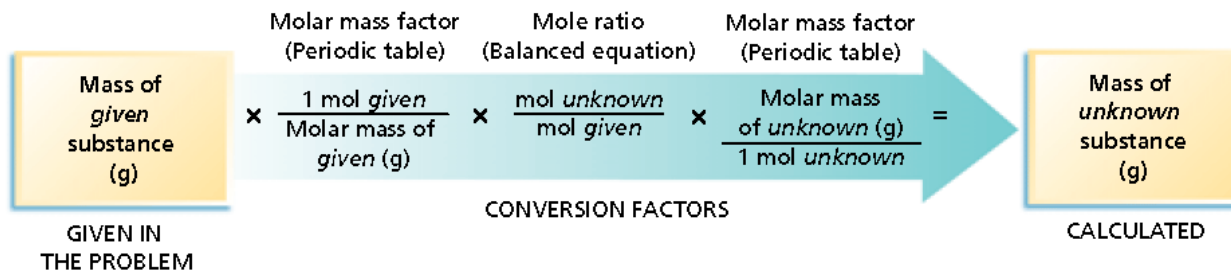 Molar mass factor
(Periodic table)
Mole ratio
(Balanced equation)
Molar mass factor
(Periodic table)
Mass of
given
substance
(g)
×
1 mol given
Molar mass of
given (g)
×
mol unknown
mol given
×
Molar mass
of unknown (g)
1 mol unknown
=
Mass of
unknown
substance
(g)
CONVERSION FACTORS
GIVEN IN
THE PROBLEM
CALCULATED